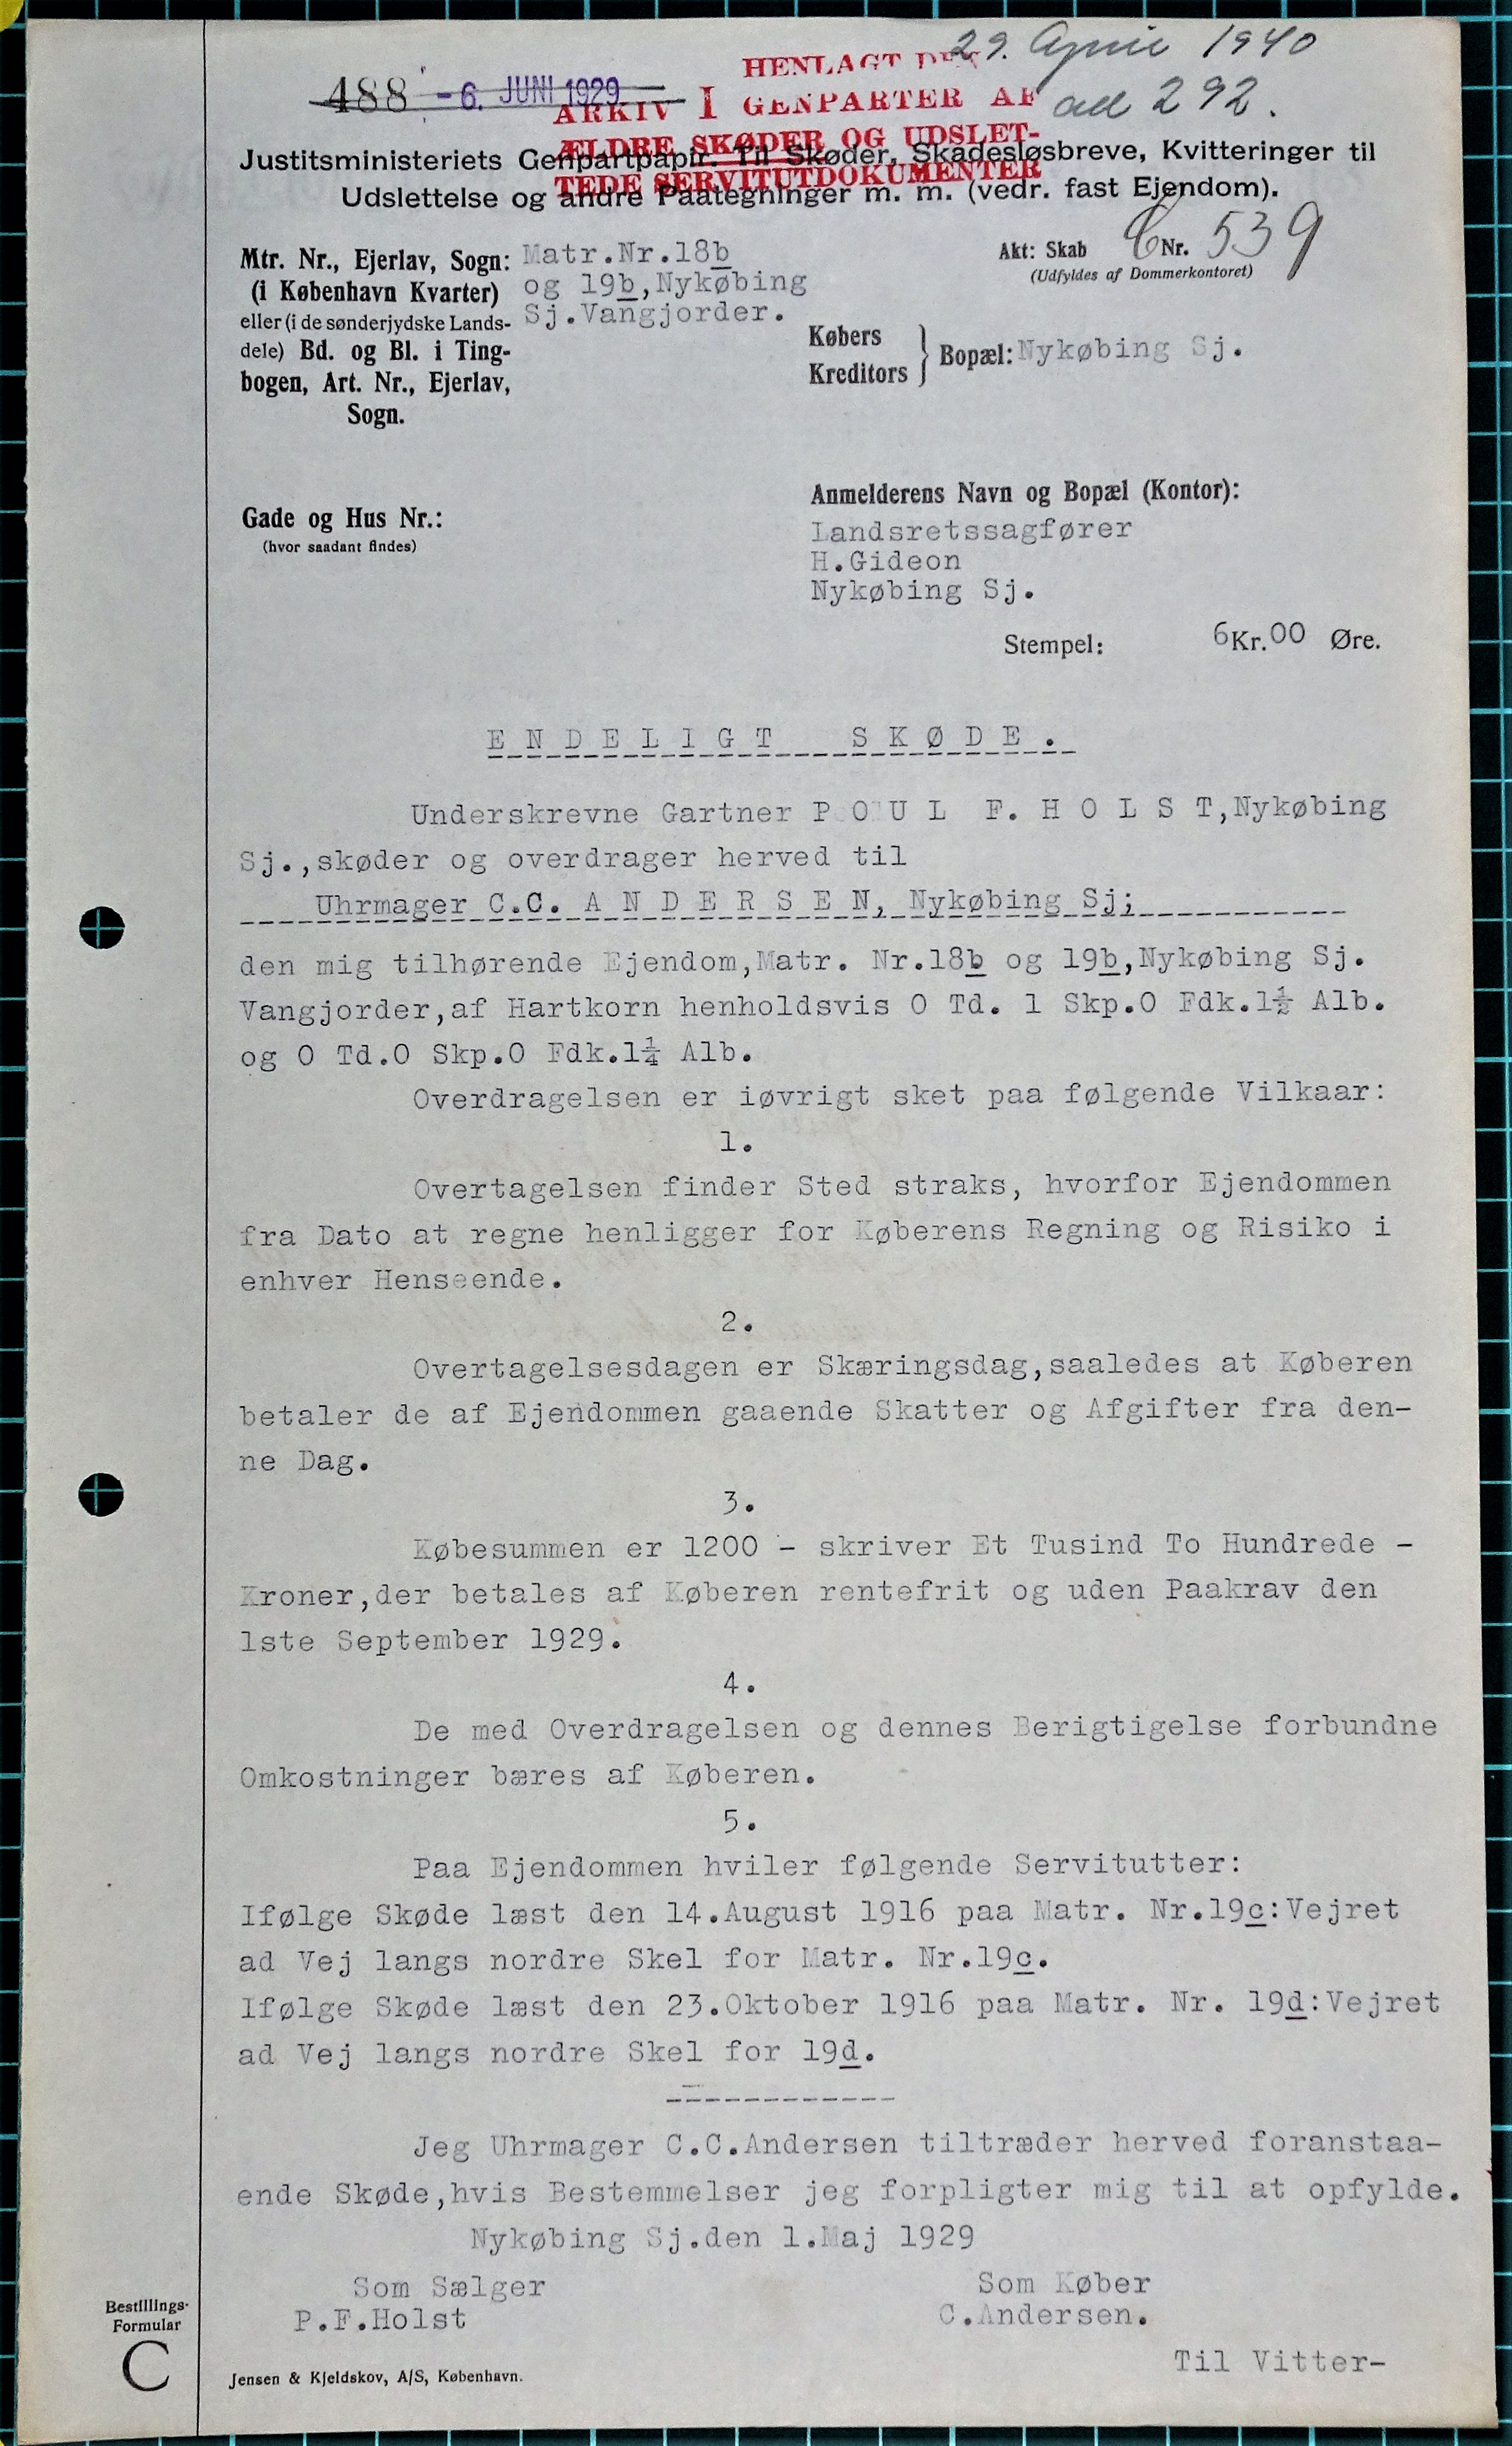 29. April 1940
HENLAGT DEN
488 - 6. JUNI 1929
ARKIV I GENPARTER AF ad 292.
ÆLDRE SKØDER OG UDSLET-
TEDE SERVITUTDOKUMENTER
Justitsministeriets Genpartpapir. Til Skøder, Skadesløsbreve, Kvitteringer til
Udslettelse og andre Paategninger m. m. (vedr. fast Ejendom).
Mtr. Nr., Ejerlav, Sogn: Matr.Nr.18b
(i København Kvarter) og 19b,Nykøbing
eller (i de sønderjydske Lands- Sj.Vangjorder.
dele) Bd. og Bl. i Ting-
bogen, Art. Nr., Ejerlav,
Sogn.
Akt: Skab C Nr. 539
(Udfyldes af Dommerkontoret)
Købers
Kreditors } Bopæl: Nykøbing Sj.
Gade og Hus Nr.:
(hvor saadant findes)
Anmelderens Navn og Bopæl (Kontor):
Landsretssagfører
H.Gideon
Nykøbing Sj.
Stempel: 6 Kr. 00 Øre.
E N D E L I G T   S K Ø D E .
Underskrevne Gartner P O U L F. H O L S T,Nykøbing
Sj.,skøder og overdrager herved til
Uhrmager C.C. A N D E R S E N, Nykøbing Sj;
den mig tilhørende Ejendom,Matr. Nr.18b og 19b,Nykøbing Sj.
Vangjorder,af Hartkorn henholdsvis 0 Td. 1 Skp.0 Fdk.1½ Alb.
og 0 Td.0 Skp.0 Fdk.1¼ Alb.
Overdragelsen er iøvrigt sket paa følgende Vilkaar:
1.
Overtagelsen finder Sted straks, hvorfor Ejendommen
fra Dato at regne henligger for Køberens Regning og Risiko i
enhver Henseende.
2.
Overtagelsesdagen er Skæringsdag,saaledes at Køberen
betaler de af Ejendommen gaaende Skatter og Afgifter fra den-
ne Dag.
3.
Købesummen er 1200 - skriver Et Tusind To Hundrede -
Kroner,der betales af Køberen rentefrit og uden Paakrav den
1ste September 1929.
4.
De med Overdragelsen og dennes Berigtigelse forbundne
Omkostninger bæres af Køberen.
5.
Paa Ejendommen hviler følgende Servitutter:
Ifølge Skøde læst den 14.August 1916 paa Matr. Nr.19c:Vejret
ad Vej langs nordre Skel for Matr. Nr.19c.
Ifølge Skøde læst den 23.Oktober 1916 paa Matr. Nr. 19d:Vejret
ad Vej langs nordre Skel for 19d.
Jeg Uhrmager C.C.Andersen tiltræder herved foranstaa-
ende Skøde,hvis Bestemmelser jeg forpligter mig til at opfylde.
Nykøbing Sj.den 1.Maj 1929
Som Sælger
P.F.Holst
Som Køber
C.Andersen.
Til Vitter-
Bestillings-
Formular
C
Jensen & Kjeldskov, A/S, København.